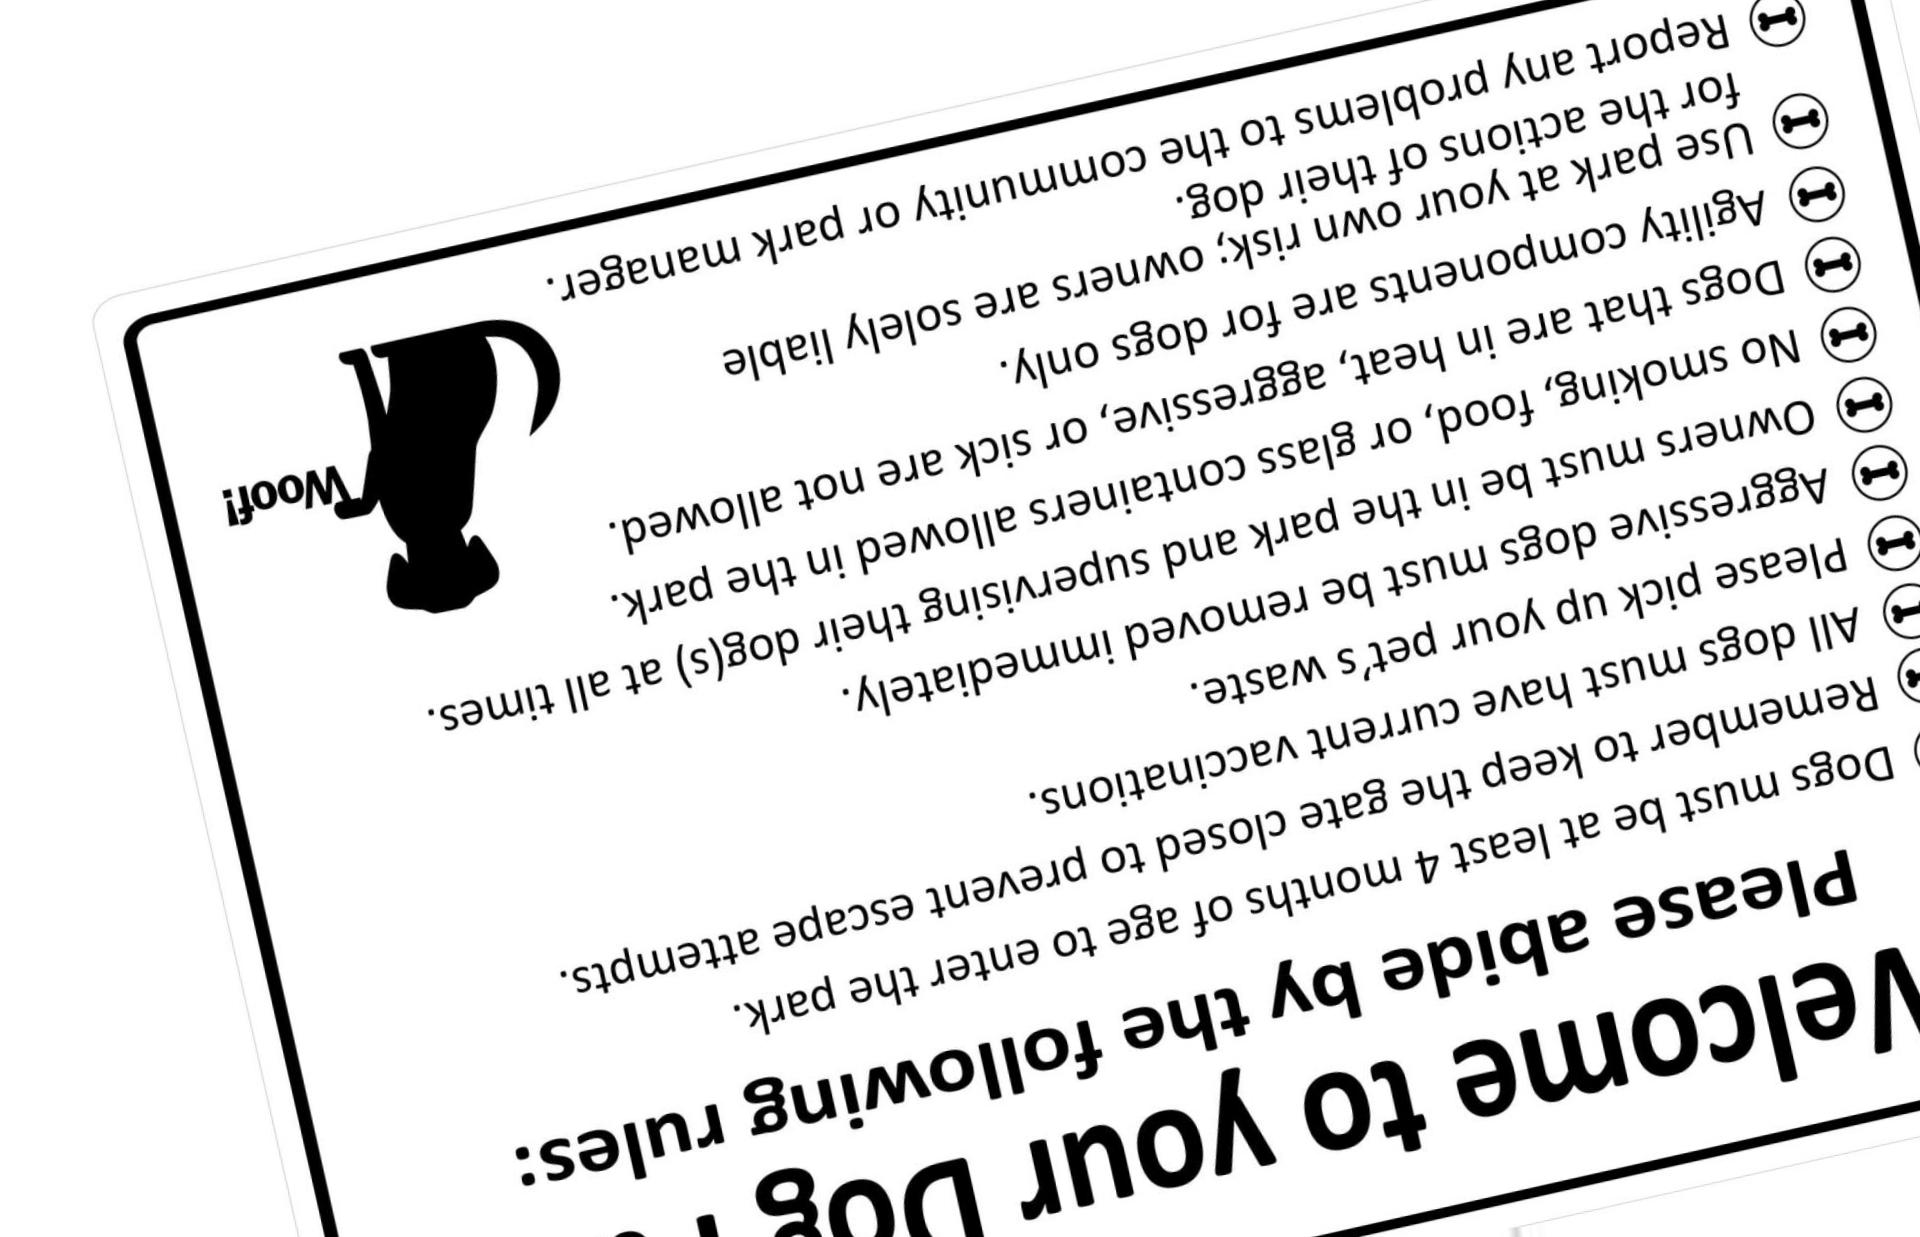 Welcome to your Dog
Please abide by the following rules:
Dogs must be at least 4 months of age to enter the park.
Remember to keep the gate closed to prevent escape attempts.
All dogs must have current vaccinations.
Please pick up your pet's waste.
Aggressive dogs must be removed immediately.
Owners must be in the park and supervising their dog(s) at all times.
No smoking, food, or glass containers allowed in the park.
Dogs that are in heat, aggressive, or sick are not allowed.
Agility components are for dogs only.
Use park at your own risk; owners are solely liable
for the actions of their dog.
Report any problems to the community or park manager.
Woof!